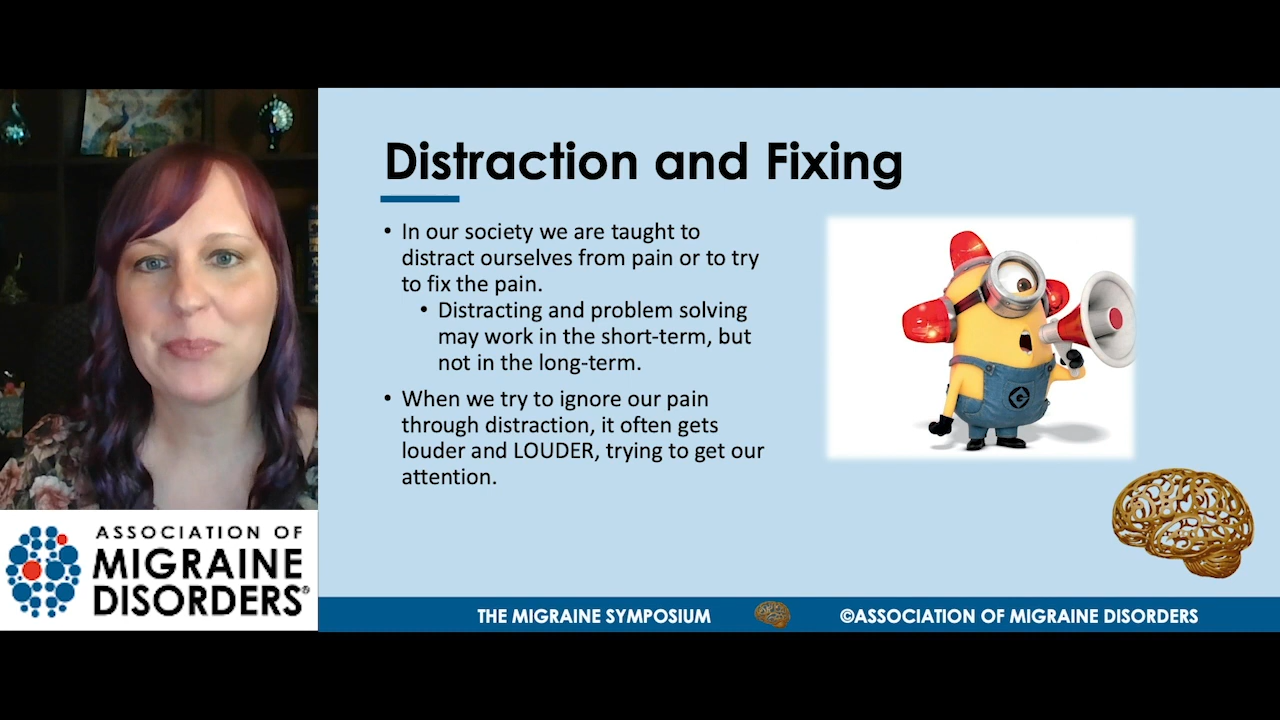 Distraction and Fixing
• In our society we are taught to
distract ourselves from pain or to try
to fix the pain.
• Distracting and problem solving
may work in the short-term, but
not in the long-term.
• When we try to ignore our pain
through distraction, it often gets
louder and LOUDER, trying to get our
attention.
ASSOCIATION OF
MIGRAINE
DISORDERS®
THE MIGRAINE SYMPOSIUM
©ASSOCIATION OF MIGRAINE DISORDERS